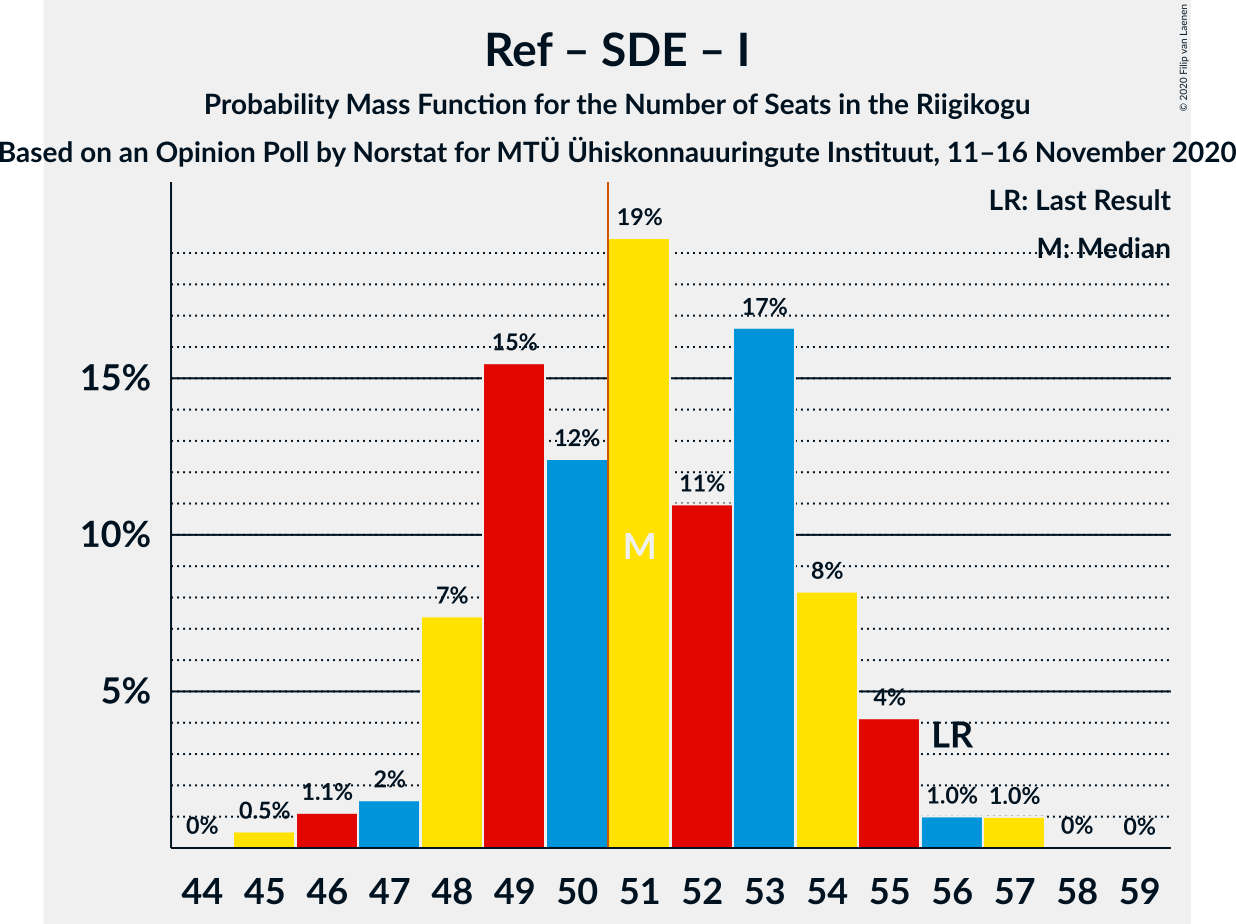 Ref – SDE – I
Probability Mass Function for the Number of Seats in the Riigikogu
Based on an Opinion Poll by Norstat for MTÜ Ühiskonnauuringute Instituut, 11–16 November 2020
© 2020 Filip van Laenen
LR: Last Result
M: Median
19%
17%
15%
15%
12%
11%
10%
M
8%
7%
5%
4%
LR
2%
1.1%
1.0%
1.0%
0.5%
0%
0%
0%
44 45 46 47 48 49 50 51 52 53 54 55 56 57 58 59